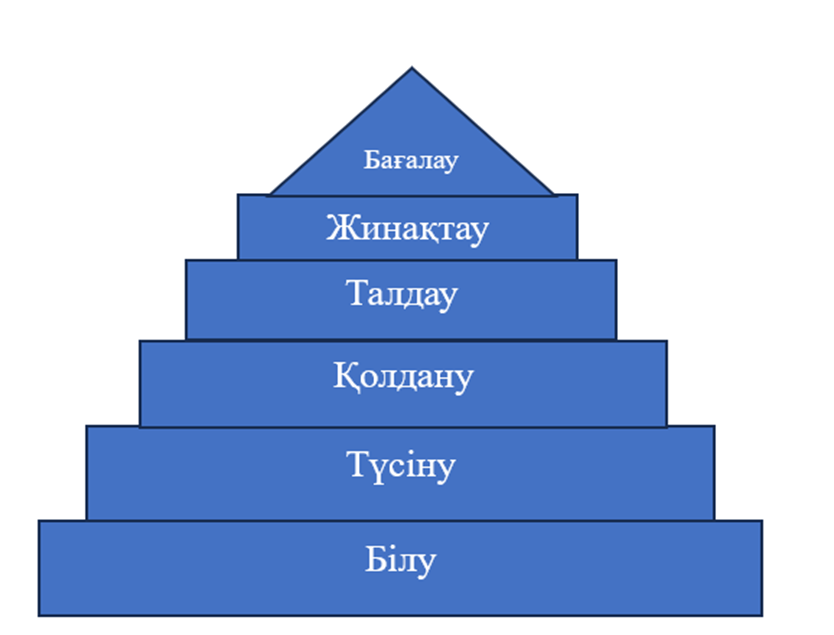 Бағалау
Жинақтау
Талдау
Қолдану
Түсіну
Білу